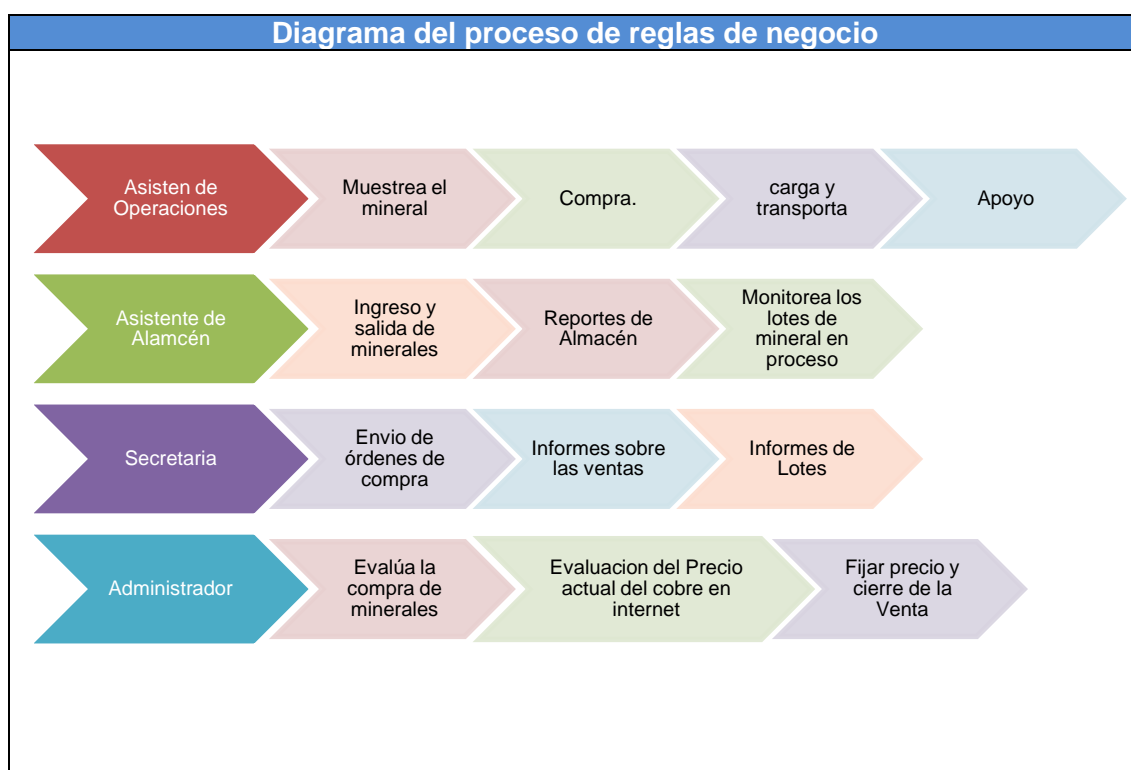 Diagrama del proceso de reglas de negocio
Asisten de
Operaciones
Muestrea el
mineral
Compra.
carga y
transporta
Apoyo
Asistente de
Alamcén
Ingreso y
salida de
minerales
Reportes de
Almacén
Monitorea los
lotes de
mineral en
proceso
Secretaria
Envio de
órdenes de
compra
Informes sobre
las ventas
Informes de
Lotes
Administrador
Evalúa la
compra de
minerales
Evaluacion del Precio
actual del cobre en
internet
Fijar precio y
cierre de la
Venta